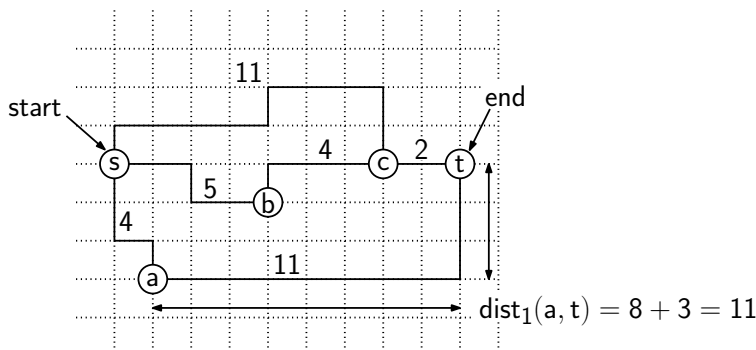 11
end
start
s
4
c
2
t
5
b
4
a
11
dist₁(a, t) = 8 + 3 = 11